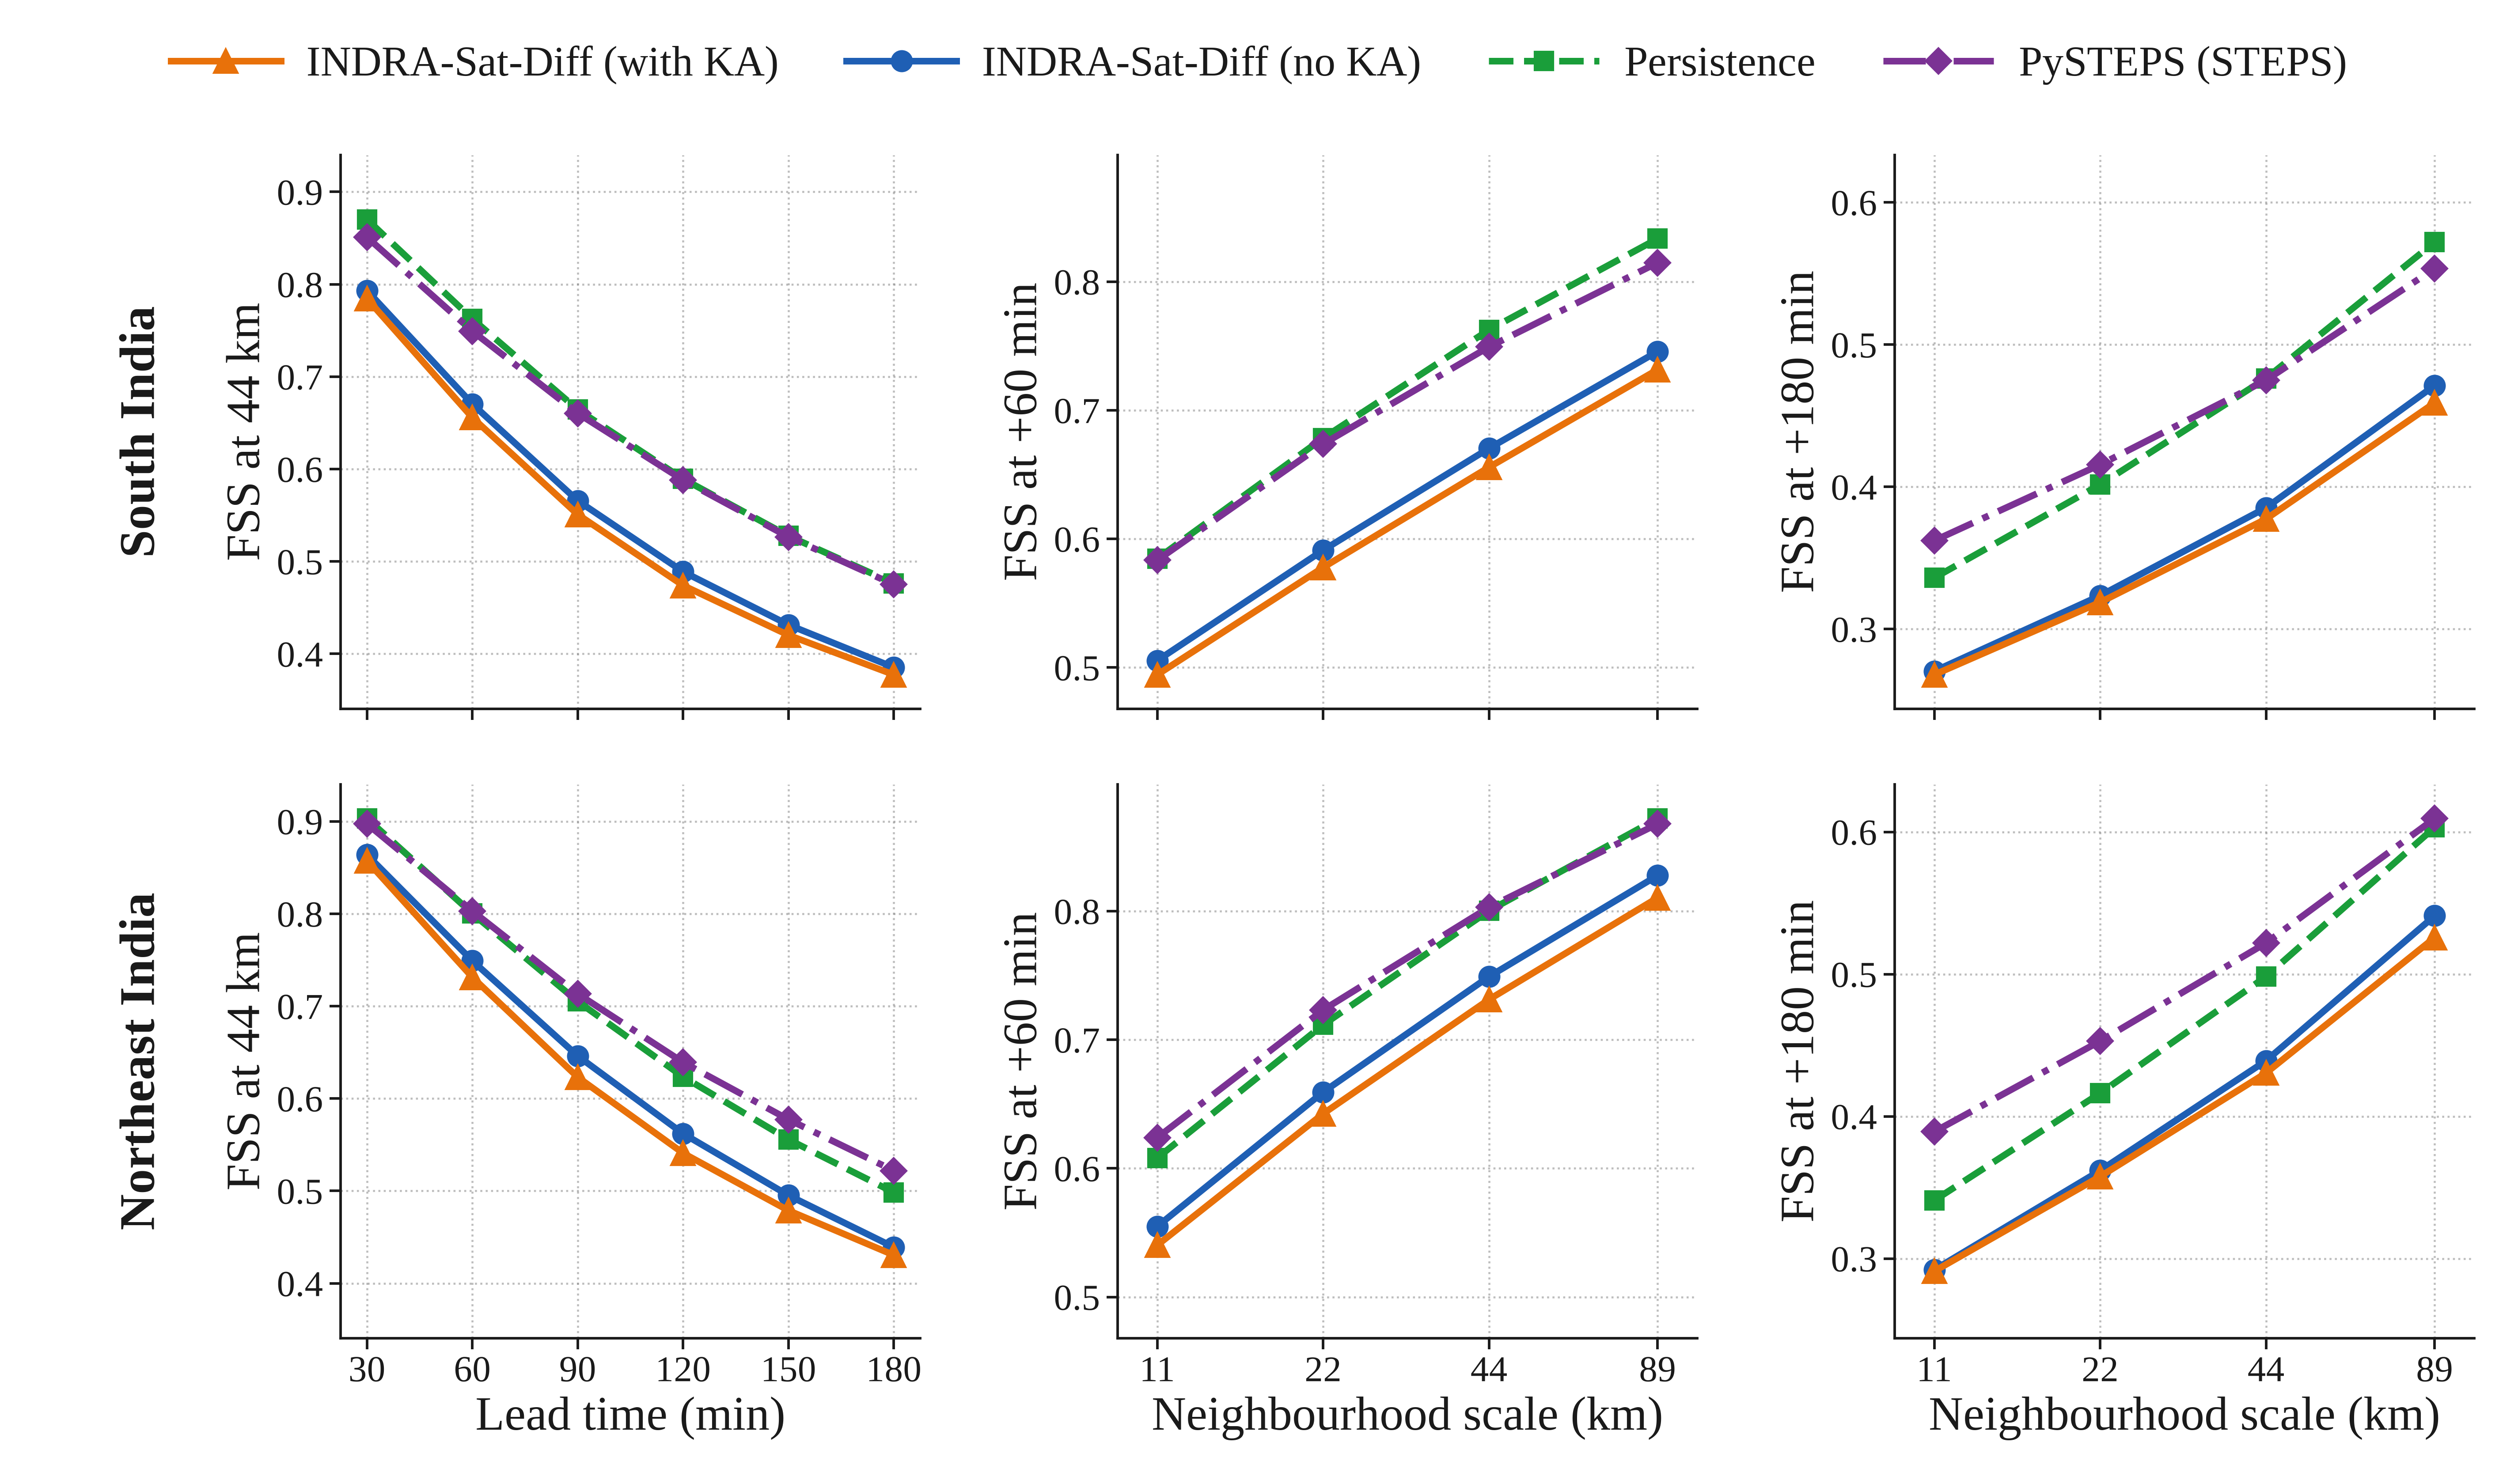 INDRA-Sat-Diff (with KA) INDRA-Sat-Diff (no KA) Persistence PySTEPS (STEPS)
South India
FSS at 44 km
0.9
0.8
0.7
0.6
0.5
0.4
FSS at +60 min
0.8
0.7
0.6
0.5
FSS at +180 min
0.6
0.5
0.4
0.3
Northeast India
FSS at 44 km
0.9
0.8
0.7
0.6
0.5
0.4
30 60 90 120 150 180
Lead time (min)
FSS at +60 min
0.8
0.7
0.6
0.5
11 22 44 89
Neighbourhood scale (km)
FSS at +180 min
0.6
0.5
0.4
0.3
11 22 44 89
Neighbourhood scale (km)